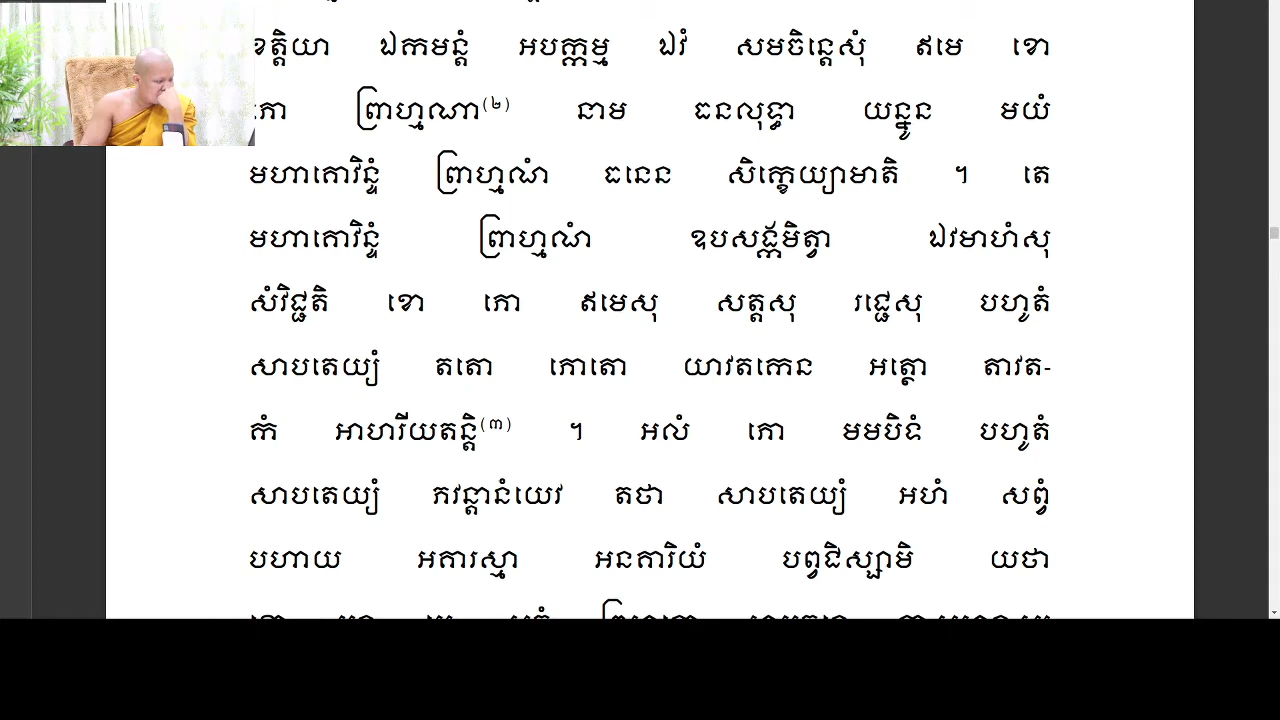 ខត្តិយា ឯកមន្តំ អបក្កម្ម ឯវំ សមចិន្តេសុំ ឥមេ ខោ
ភោ ព្រាហ្មណា(២) នាម ធនលុទ្ធា យន្នូន មយំ
មហាគោវិន្ទំ ព្រាហ្មណំ ធនេន សិក្ខេយ្យាមាតិ ។ តេ
មហាគោវិន្ទំ ព្រាហ្មណំ ឧបសង្កមិត្វា ឯវមាហំសុ
សំវិជ្ជតិ ខោ ភោ ឥមេសុ សត្តសុ រជ្ជេសុ បហូតំ
សាបតេយ្យំ តតោ ភោតោ យាវតកេន អត្ថោ តាវត-
កំ អាហរីយតន្តិ(៣) ។ អលំ ភោ មមបិទំ បហូតំ
សាបតេយ្យំ ភវន្តានំយេវ តថា សាបតេយ្យំ អហំ សព្វំ
បហាយ អគារស្មា អនគារិយំ បព្វជិស្សាមិ យថា